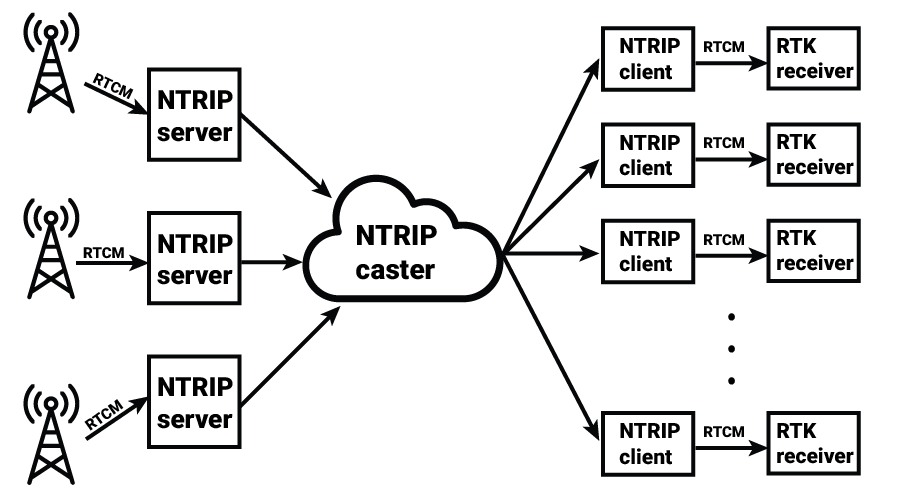 RTCM
NTRIP
server
RTCM
NTRIP
server
RTCM
NTRIP
server
NTRIP
caster
NTRIP
client
RTCM
RTK
receiver
NTRIP
client
RTCM
RTK
receiver
NTRIP
client
RTCM
RTK
receiver
NTRIP
client
RTCM
RTK
receiver